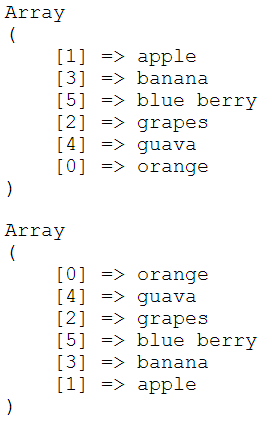 Array
(
    [1] => apple
    [3] => banana
    [5] => blue berry
    [2] => grapes
    [4] => guava
    [0] => orange
)
Array
(
    [0] => orange
    [4] => guava
    [2] => grapes
    [5] => blue berry
    [3] => banana
    [1] => apple
)